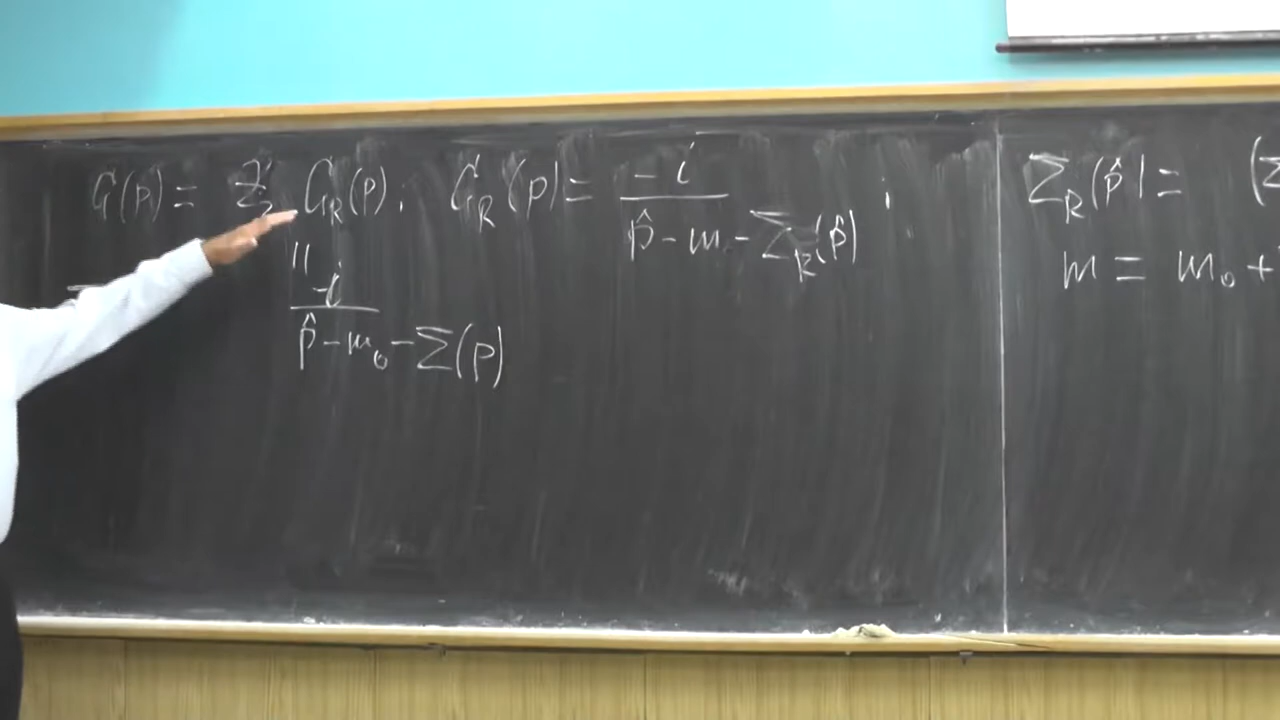 G(p) = Z₂ G_R(p), G_R(p) = -i / (p̂ - m - Σ_R(p̂)) ;
"
-i / (p̂ - m₀ - Σ(p))
Σ_R(p̂) = (Σ
m = m₀ +